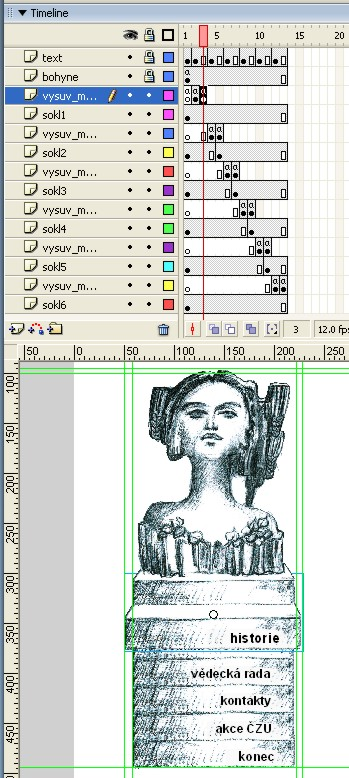 Timeline
1 5 10 15 20
text
bohyne
vysuv_m...
sokl1
vysuv_m...
sokl2
vysuv_m...
sokl3
vysuv_m...
sokl4
vysuv_m...
sokl5
vysuv_m...
sokl6
3 12.0 fps
50 0 50 100 150 200 250
100
150
200
250
300
350
400
450
historie
vědecká rada
kontakty
akce ČZU
konec